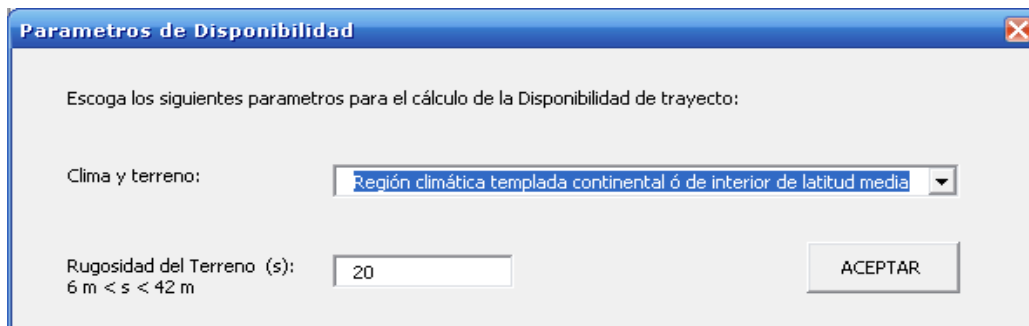 Parametros de Disponibilidad
Escoga los siguientes parametros para el cálculo de la Disponibilidad de trayecto:
Clima y terreno:
Región climática templada continental ó de interior de latitud media
Rugosidad del Terreno (s):
6 m < s < 42 m
20
ACEPTAR